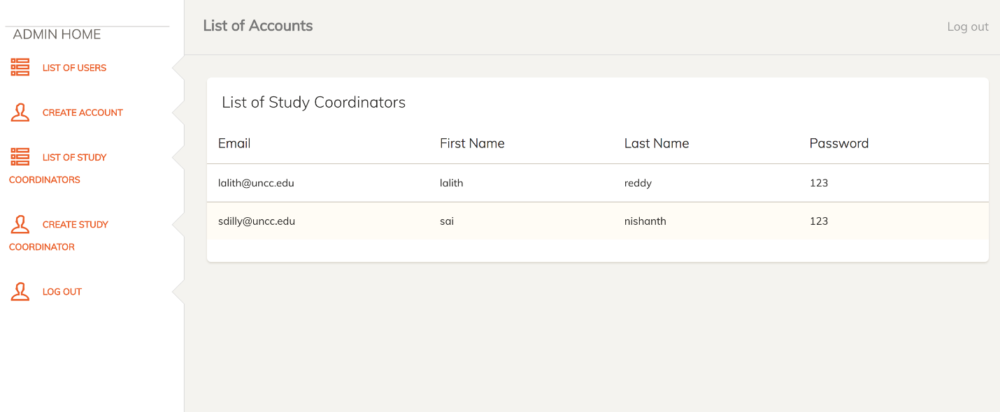 ADMIN HOME
LIST OF USERS
CREATE ACCOUNT
LIST OF STUDY
COORDINATORS
CREATE STUDY
COORDINATOR
LOG OUT
List of Accounts
Log out
List of Study Coordinators
Email First Name Last Name Password
lalith@uncc.edu lalith reddy 123
sdilly@uncc.edu sai nishanth 123